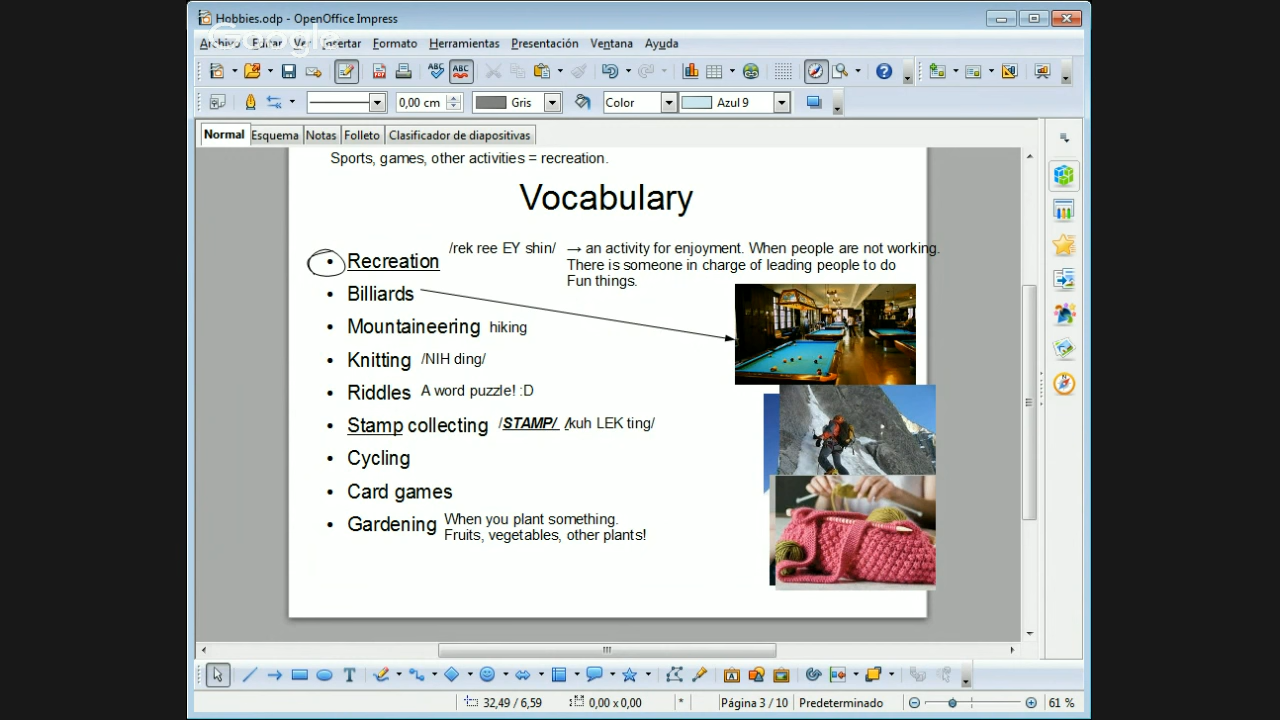 Hobbies.odp - OpenOffice Impress
Google
Archivo Editar Ver Insertar Formato Herramientas Presentación Ventana Ayuda
0,00 cm Gris Color Azul 9
Normal Esquema Notas Folleto Clasificador de diapositivas
Sports, games, other activities = recreation.
Vocabulary
• Recreation /rek ree EY shin/ → an activity for enjoyment. When people are not working.
There is someone in charge of leading people to do
Fun things.
• Billiards
• Mountaineering hiking
• Knitting /NIH ding/
• Riddles A word puzzle! :D
• Stamp collecting /STAMP/ /kuh LEK ting/
• Cycling
• Card games
• Gardening When you plant something.
Fruits, vegetables, other plants!
32,49 / 6,59 0,00 x 0,00 * Página 3 / 10 Predeterminado 61 %